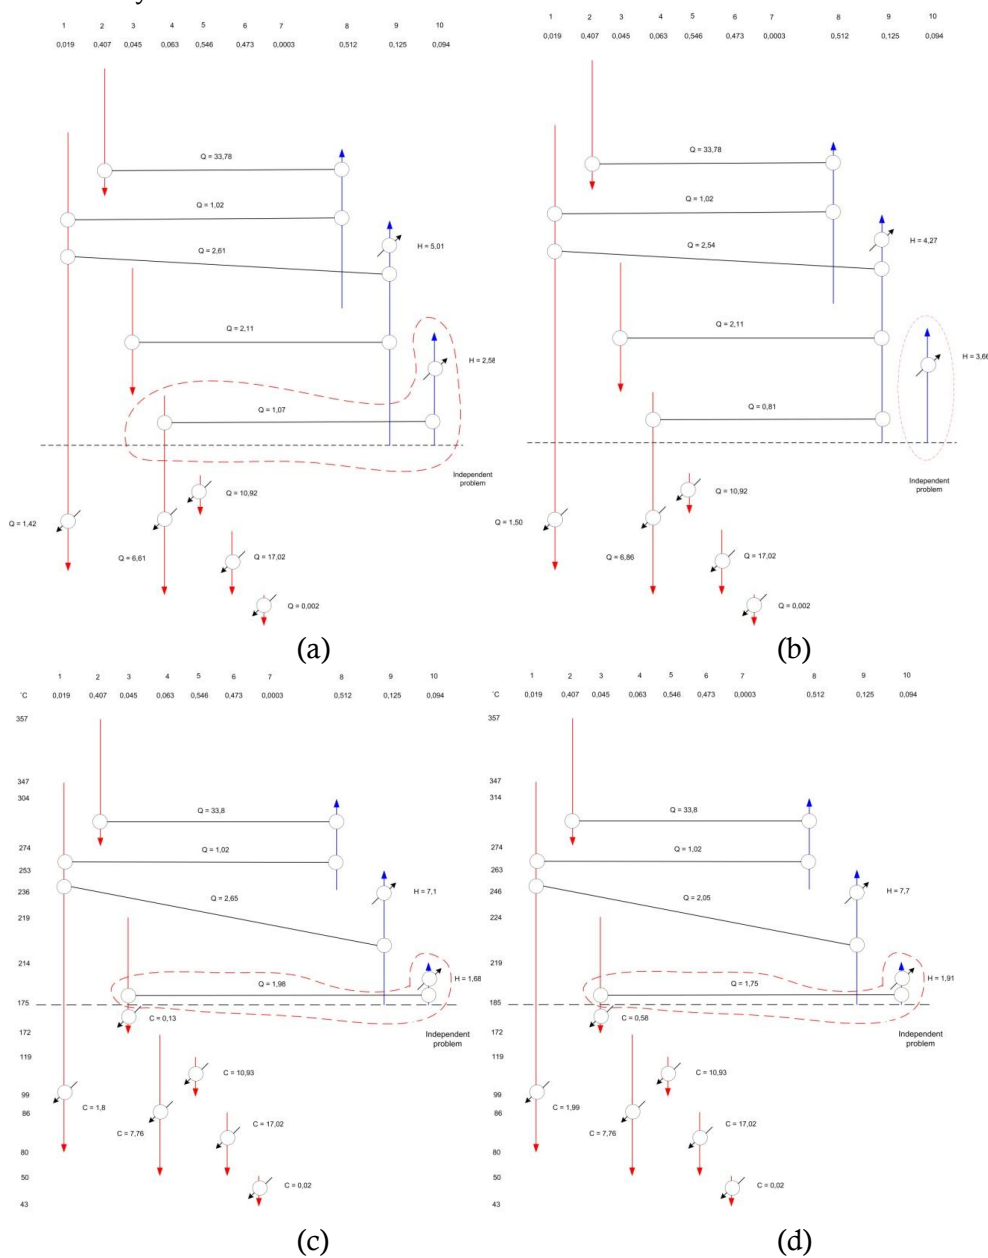 1 2 3 4 5 6 7 8 9 10
0,019 0,407 0,045 0,063 0,546 0,473 0,0003 0,512 0,125 0,094
Q = 33,78
Q = 1,02
H = 5,01
Q = 2,61
Q = 2,11
H = 2,58
Q = 1,07
Independent
problem
Q = 10,92
Q = 1,42
Q = 6,61
Q = 17,02
Q = 0,002
(a)
1 2 3 4 5 6 7 8 9 10
0,019 0,407 0,045 0,063 0,546 0,473 0,0003 0,512 0,125 0,094
Q = 33,78
Q = 1,02
H = 4,27
Q = 2,54
Q = 2,11
H = 3,66
Q = 0,81
Independent
problem
Q = 10,92
Q = 1,50
Q = 6,86
Q = 17,02
Q = 0,002
(b)
1 2 3 4 5 6 7 8 9 10
°C 0,019 0,407 0,045 0,063 0,546 0,473 0,0003 0,512 0,125 0,094
357
347
304
Q = 33,8
274
Q = 1,02
253
236
H = 7,1
Q = 2,65
219
214
H = 1,68
Q = 1,98
175
C = 0,13
172
Independent
problem
119
C = 10,93
99
C = 1,8
86
C = 17,02
C = 7,76
80
50
C = 0,02
43
(c)
1 2 3 4 5 6 7 8 9 10
°C 0,019 0,407 0,045 0,063 0,546 0,473 0,0003 0,512 0,125 0,094
357
347
314
Q = 33,8
274
Q = 1,02
263
246
H = 7,7
Q = 2,05
224
219
H = 1,91
Q = 1,75
185
C = 0,58
172
Independent
problem
119
C = 10,93
99
C = 1,99
86
C = 17,02
C = 7,76
80
50
C = 0,02
43
(d)